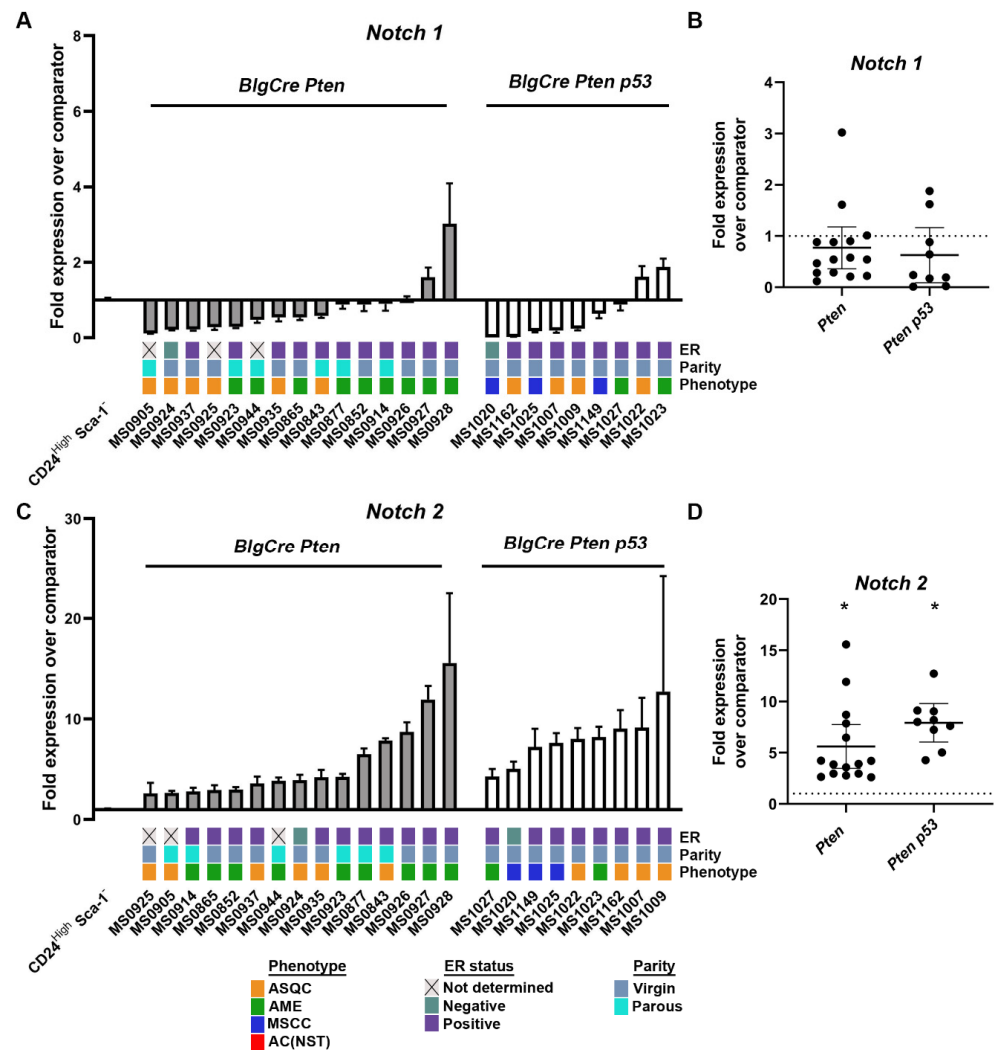 A
Notch 1
BlgCre Pten
BlgCre Pten p53
Fold expression over comparator
8
6
4
2
0
ER
Parity
Phenotype
CD24High Sca-1-
MS0905
MS0924
MS0937
MS0925
MS0923
MS0944
MS0935
MS0865
MS0843
MS0877
MS0852
MS0914
MS0926
MS0927
MS0928
MS1020
MS1162
MS1025
MS1007
MS1009
MS1149
MS1027
MS1022
MS1023
B
Notch 1
Fold expression
over comparator
4
3
2
1
0
Pten
Pten p53
C
Notch 2
BlgCre Pten
BlgCre Pten p53
Fold expression over comparator
30
20
10
0
ER
Parity
Phenotype
CD24High Sca-1-
MS0925
MS0905
MS0914
MS0865
MS0852
MS0937
MS0944
MS0924
MS0935
MS0923
MS0877
MS0843
MS0926
MS0927
MS0928
MS1027
MS1020
MS1149
MS1025
MS1022
MS1023
MS1162
MS1007
MS1009
D
Notch 2
Fold expression
over comparator
20
15
10
5
0
* *
Pten
Pten p53
Phenotype
ASQC
AME
MSCC
AC(NST)
ER status
Not determined
Negative
Positive
Parity
Virgin
Parous